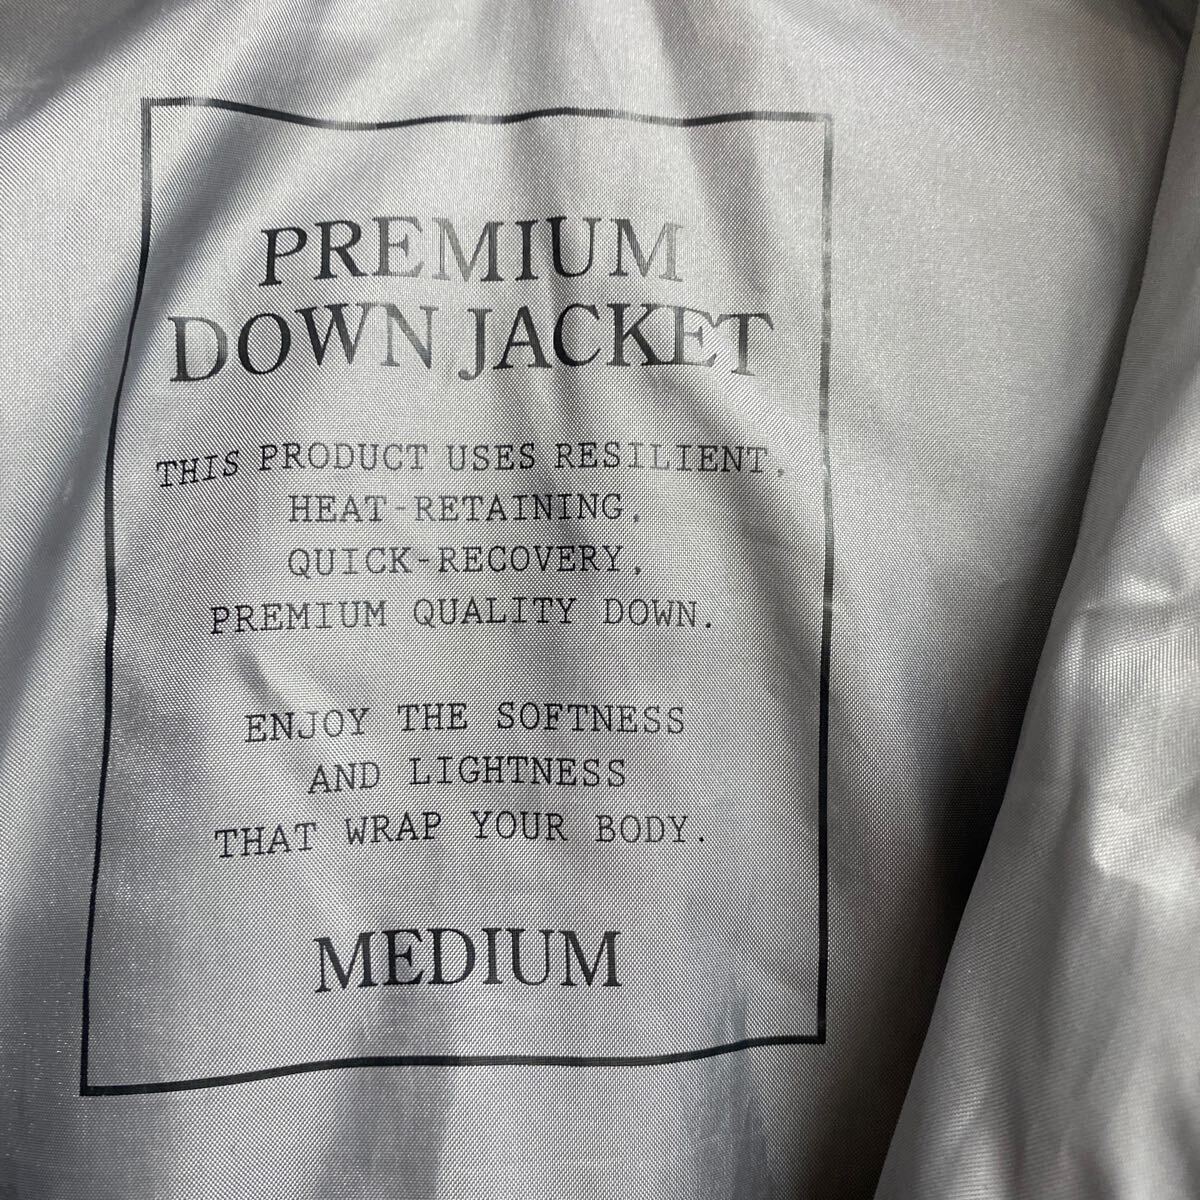 PREMIUM
DOWN JACKET
THIS PRODUCT USES RESILIENT,
HEAT-RETAINING,
QUICK-RECOVERY,
PREMIUM QUALITY DOWN.
ENJOY THE SOFTNESS
AND LIGHTNESS
THAT WRAP YOUR BODY.
MEDIUM